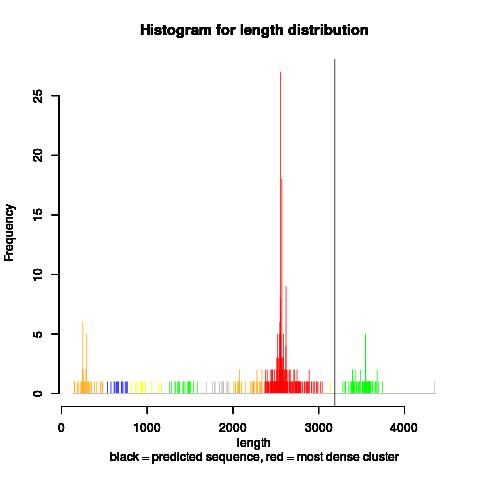 Histogram for length distribution
Frequency
25
20
15
10
5
0
0 1000 2000 3000 4000
length
black = predicted sequence, red = most dense cluster